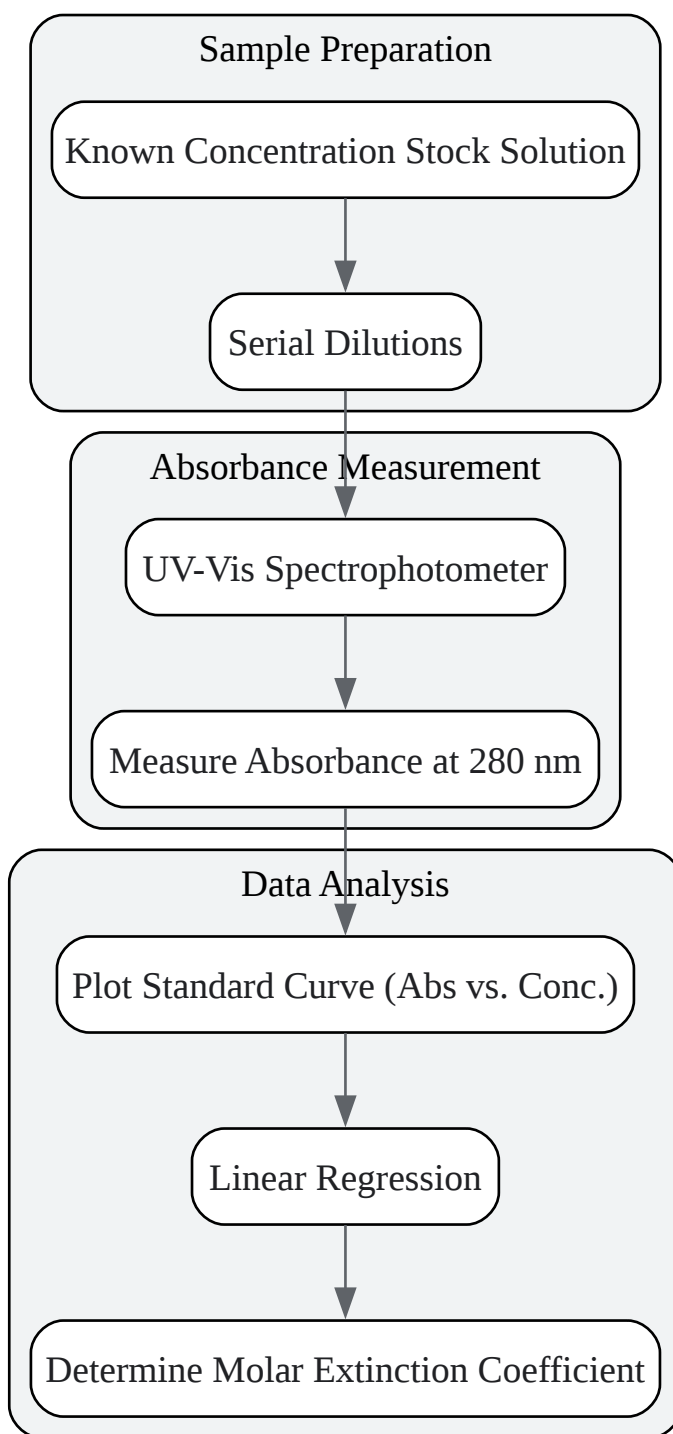 Sample Preparation
Known Concentration Stock Solution
Serial Dilutions
Absorbance Measurement
UV-Vis Spectrophotometer
Measure Absorbance at 280 nm
Data Analysis
Plot Standard Curve (Abs vs. Conc.)
Linear Regression
Determine Molar Extinction Coefficient